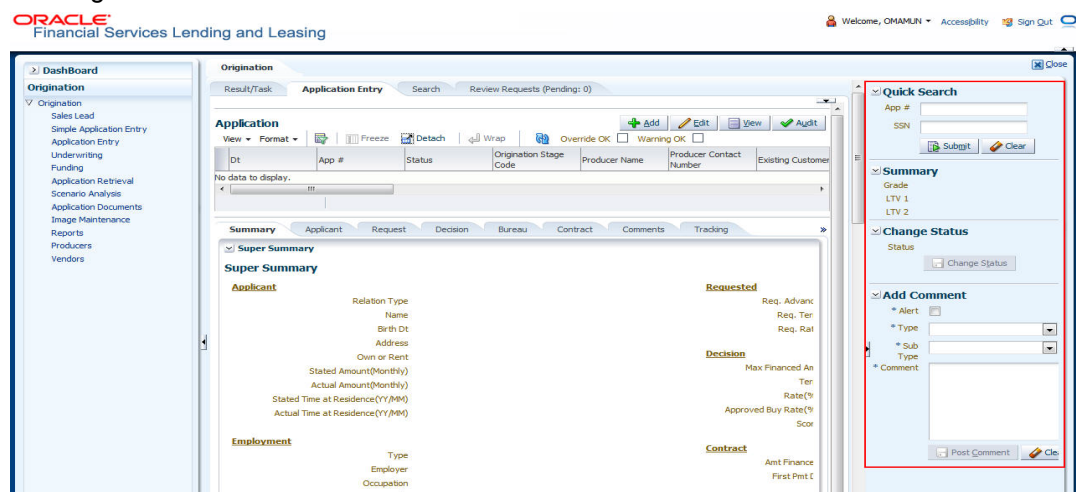 ORACLE
Financial Services Lending and Leasing
Welcome, OMAMUN Accessibility Sign Out
Close
DashBoard
Origination
Origination
Sales Lead
Simple Application Entry
Application Entry
Underwriting
Funding
Application Retrieval
Scenario Analysis
Application Documents
Image Maintenance
Reports
Producers
Vendors
Origination
Result/Task Application Entry Search Review Requests (Pending: 0)
Application
Add Edit View Audit
View Format Freeze Detach Wrap Override OK Warning OK
Dt App # Status Origination Stage Code Producer Name Producer Contact Number Existing Customer
No data to display.
Summary Applicant Request Decision Bureau Contract Comments Tracking »
Super Summary
Super Summary
Applicant
Relation Type
Name
Birth Dt
Address
Own or Rent
Stated Amount(Monthly)
Actual Amount(Monthly)
Stated Time at Residence(YY/MM)
Actual Time at Residence(YY/MM)
Employment
Type
Employer
Occupation
Requested
Req. Advanc
Req. Ter
Req. Rat
Decision
Max Financed An
Ter
Rate(%
Approved Buy Rate(%
Scor
Contract
Amt Finance
First Pmt D
Quick Search
App #
SSN
Submit Clear
Summary
Grade
LTV 1
LTV 2
Change Status
Status
Change Status
Add Comment
* Alert
* Type
* Sub
Type
* Comment
Post Comment Cle